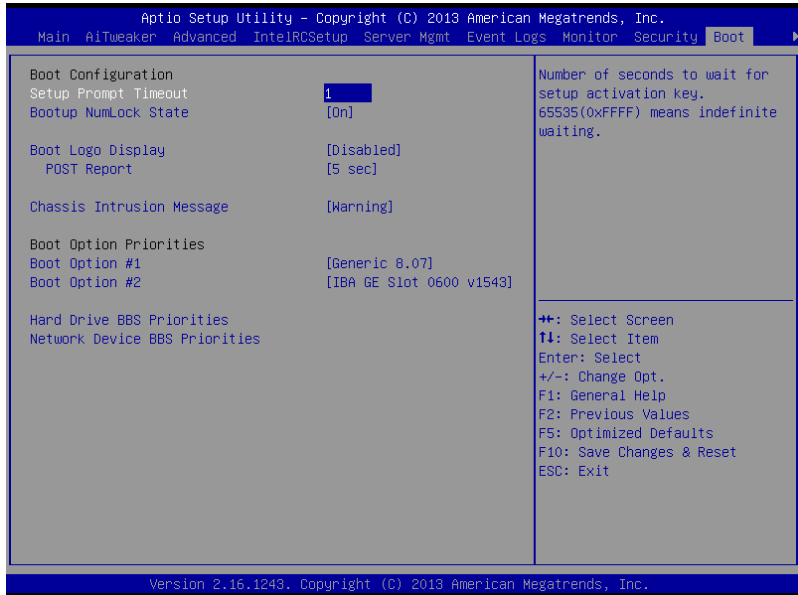 Aptio Setup Utility – Copyright (C) 2013 American Megatrends, Inc.
Main AiTweaker Advanced IntelRCSetup Server Mgmt Event Logs Monitor Security Boot
Boot Configuration
Setup Prompt Timeout 1
Bootup NumLock State [On]
Boot Logo Display [Disabled]
POST Report [5 sec]
Chassis Intrusion Message [Warning]
Boot Option Priorities
Boot Option #1 [Generic 8.07]
Boot Option #2 [IBA GE Slot 0600 v1543]
Hard Drive BBS Priorities
Network Device BBS Priorities
Number of seconds to wait for
setup activation key.
65535(0xFFFF) means indefinite
waiting.
→←: Select Screen
↑↓: Select Item
Enter: Select
+/-: Change Opt.
F1: General Help
F2: Previous Values
F5: Optimized Defaults
F10: Save Changes & Reset
ESC: Exit
Version 2.16.1243. Copyright (C) 2013 American Megatrends, Inc.